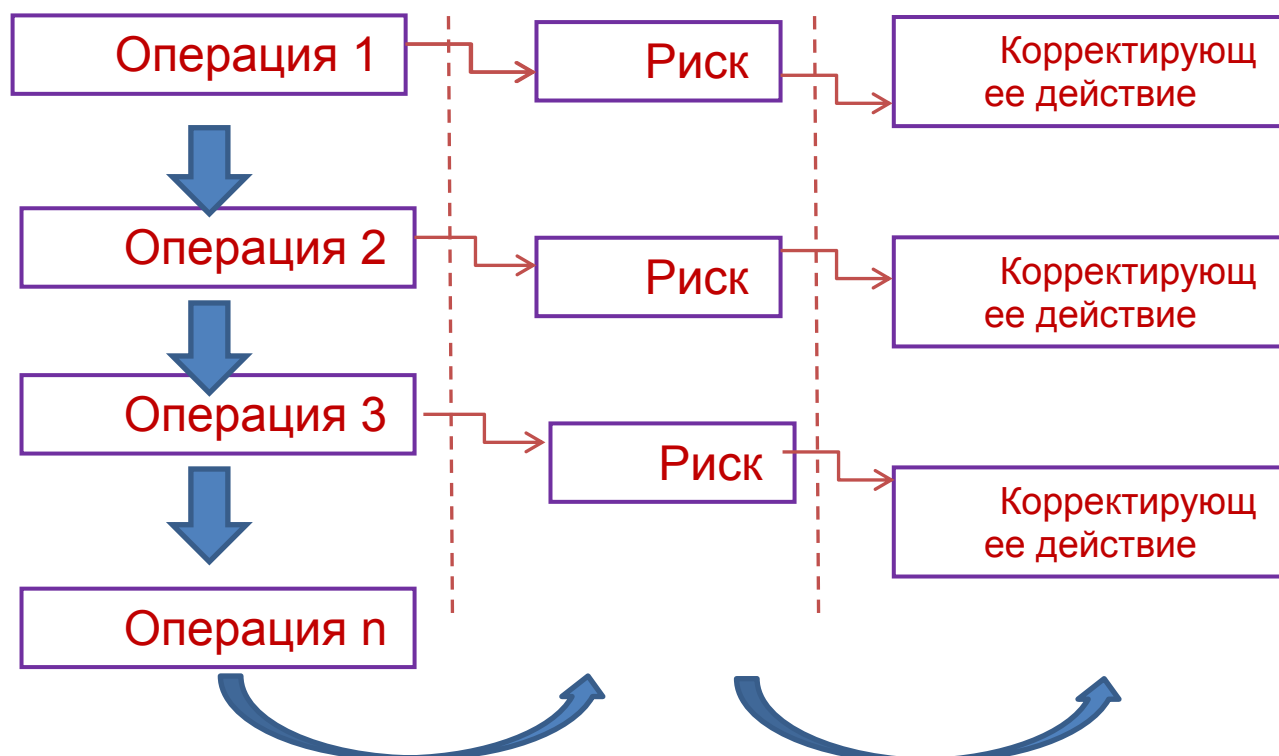 Операция 1
Риск
Корректирующ
ее действие
Операция 2
Риск
Корректирующ
ее действие
Операция 3
Риск
Корректирующ
ее действие
Операция n